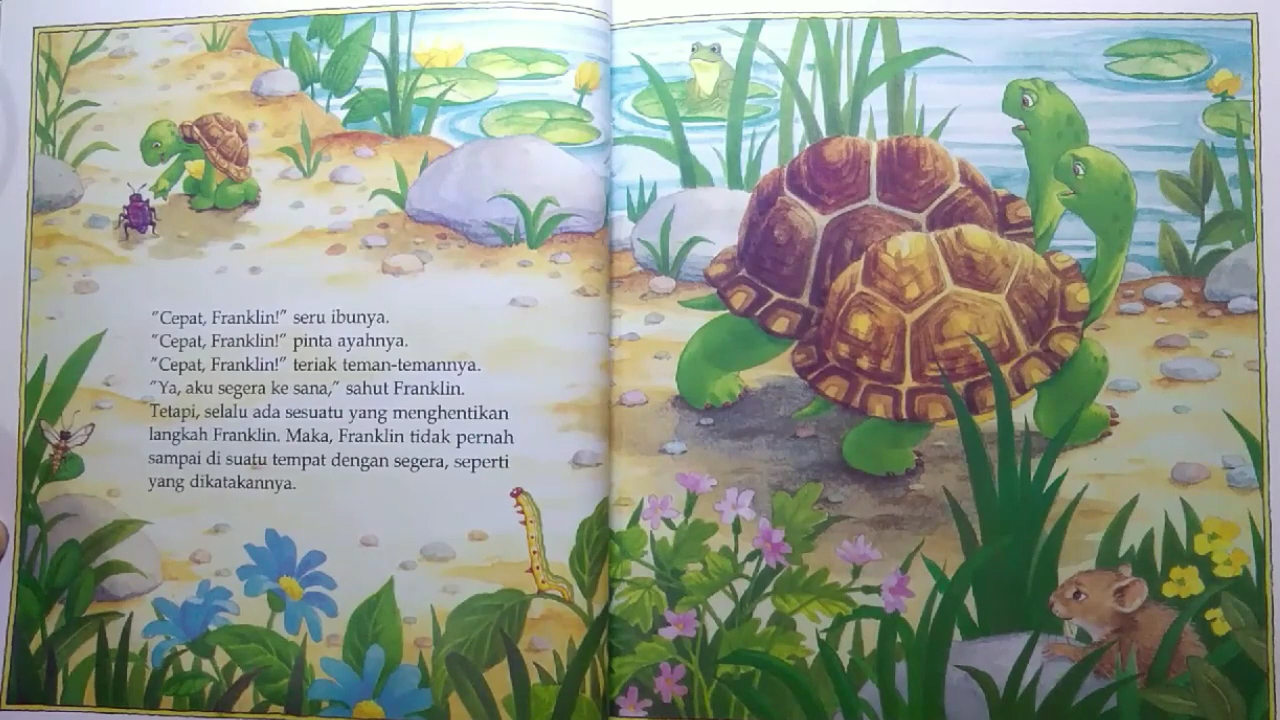 "Cepat, Franklin!" seru ibunya.
"Cepat, Franklin!" pinta ayahnya.
"Cepat, Franklin!" teriak teman-temannya.
"Ya, aku segera ke sana," sahut Franklin.
Tetapi, selalu ada sesuatu yang menghentikan
langkah Franklin. Maka, Franklin tidak pernah
sampai di suatu tempat dengan segera, seperti
yang dikatakannya.